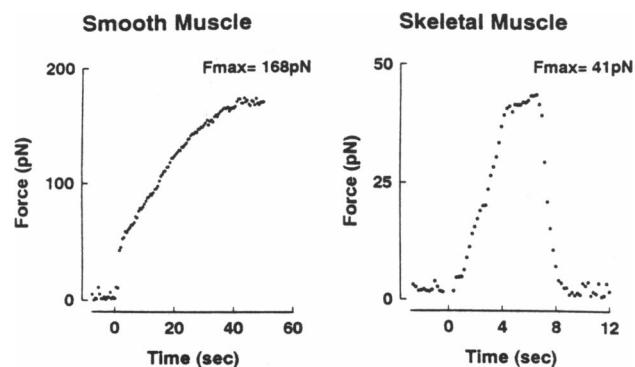 Smooth Muscle
Fmax= 168pN
200
100
0
Force (pN)
0 20 40 60
Time (sec)
Skeletal Muscle
Fmax= 41pN
50
25
0
Force (pN)
0 4 8 12
Time (sec)